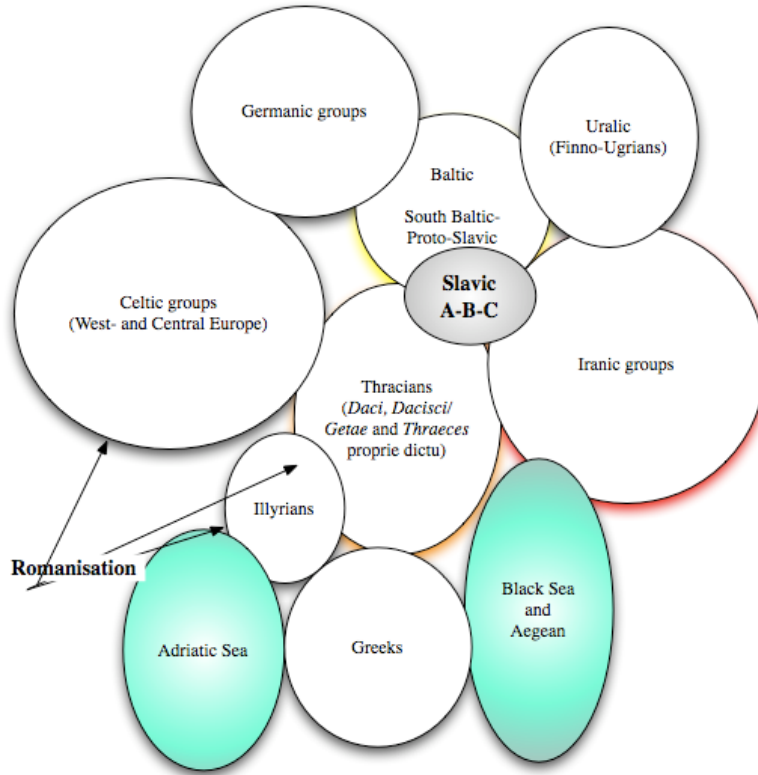 Germanic groups
Uralic
(Finno-Ugrians)
Baltic
South Baltic-
Proto-Slavic
Slavic
A-B-C
Celtic groups
(West- and Central Europe)
Iranic groups
Thracians
(Daci, Dacisci/
Getae and Thraeces
proprie dictu)
Illyrians
Romanisation
Black Sea
and
Aegean
Adriatic Sea
Greeks